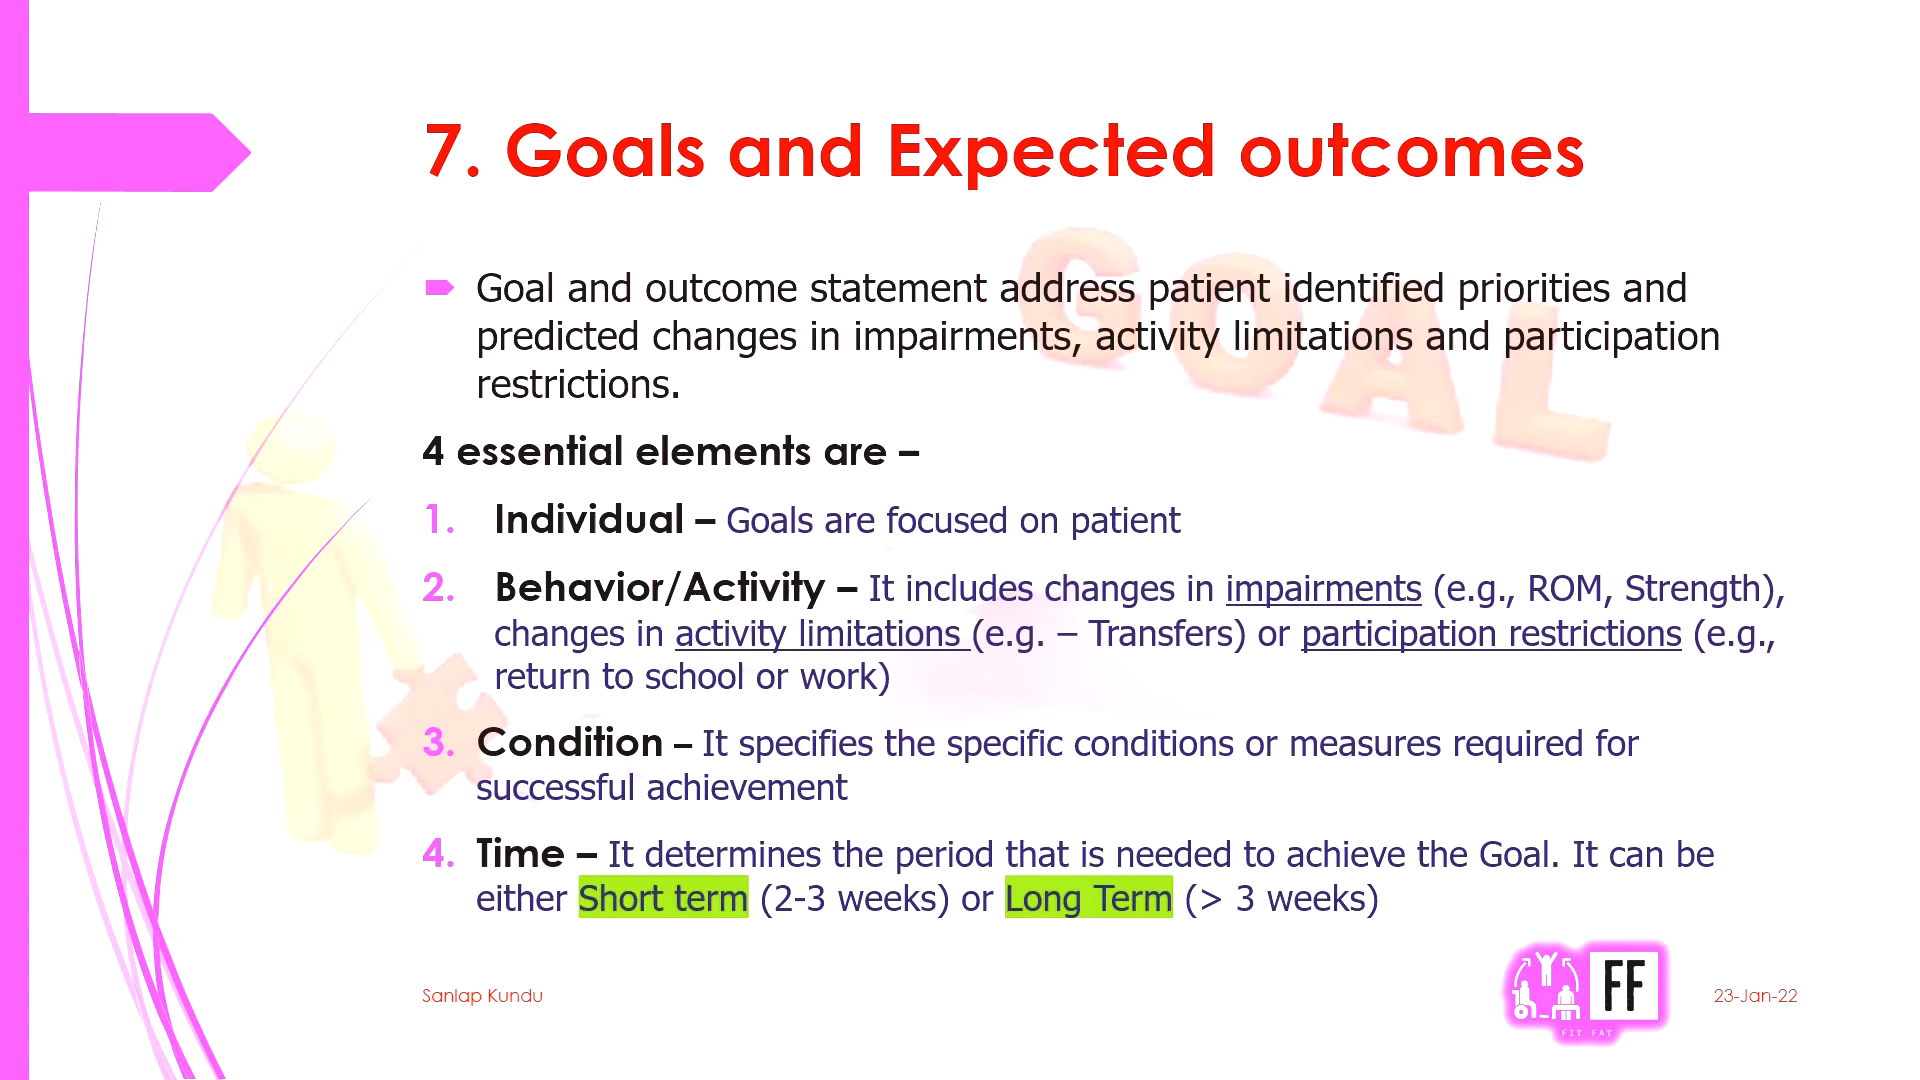 7. Goals and Expected outcomes
GOAL
Goal and outcome statement address patient identified priorities and
predicted changes in impairments, activity limitations and participation
restrictions.
4 essential elements are –
1. Individual – Goals are focused on patient
2. Behavior/Activity – It includes changes in impairments (e.g., ROM, Strength),
changes in activity limitations (e.g. – Transfers) or participation restrictions (e.g.,
return to school or work)
3. Condition – It specifies the specific conditions or measures required for
successful achievement
4. Time – It determines the period that is needed to achieve the Goal. It can be
either Short term (2-3 weeks) or Long Term (> 3 weeks)
Sanlap Kundu
FF
FIT FAT
23-Jan-22